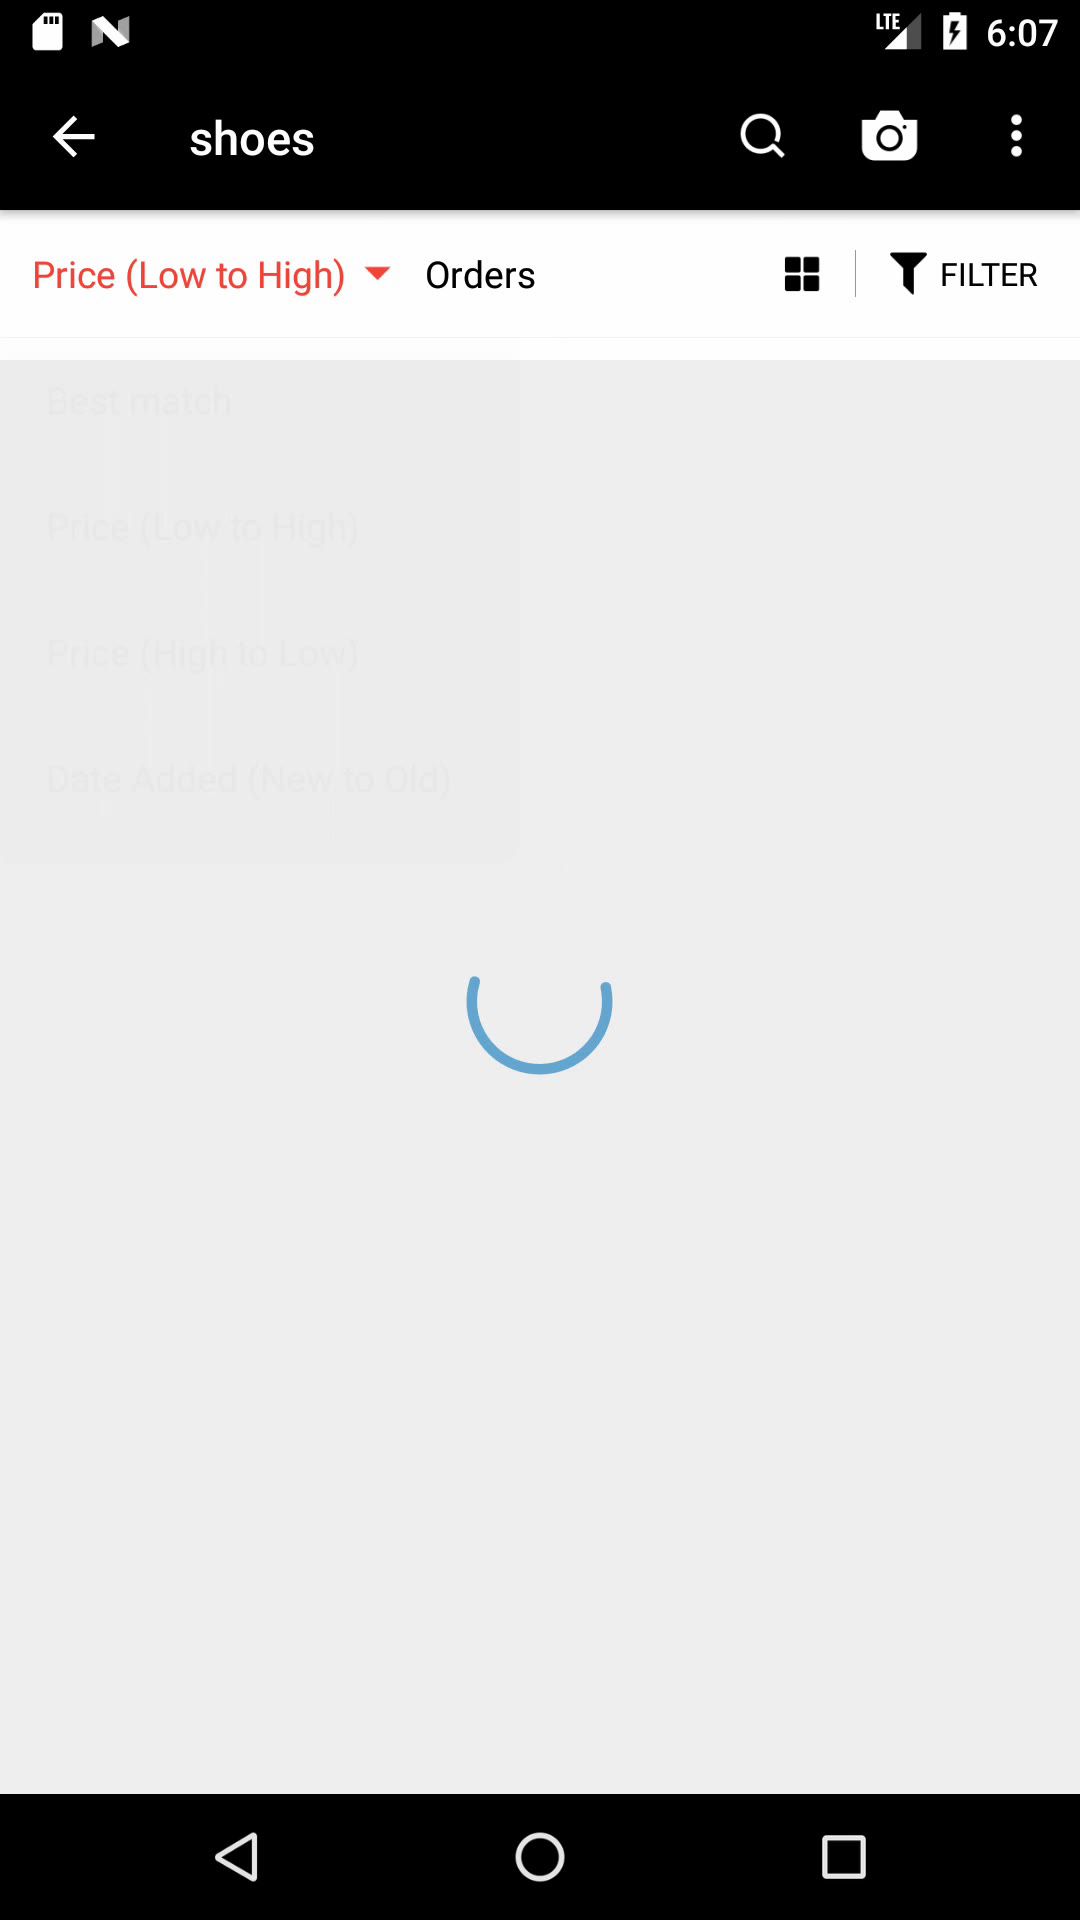 LTE 6:07
shoes
Price (Low to High) Orders FILTER
Best match
Price (Low to High)
Price (High to Low)
Date Added (New to Old)